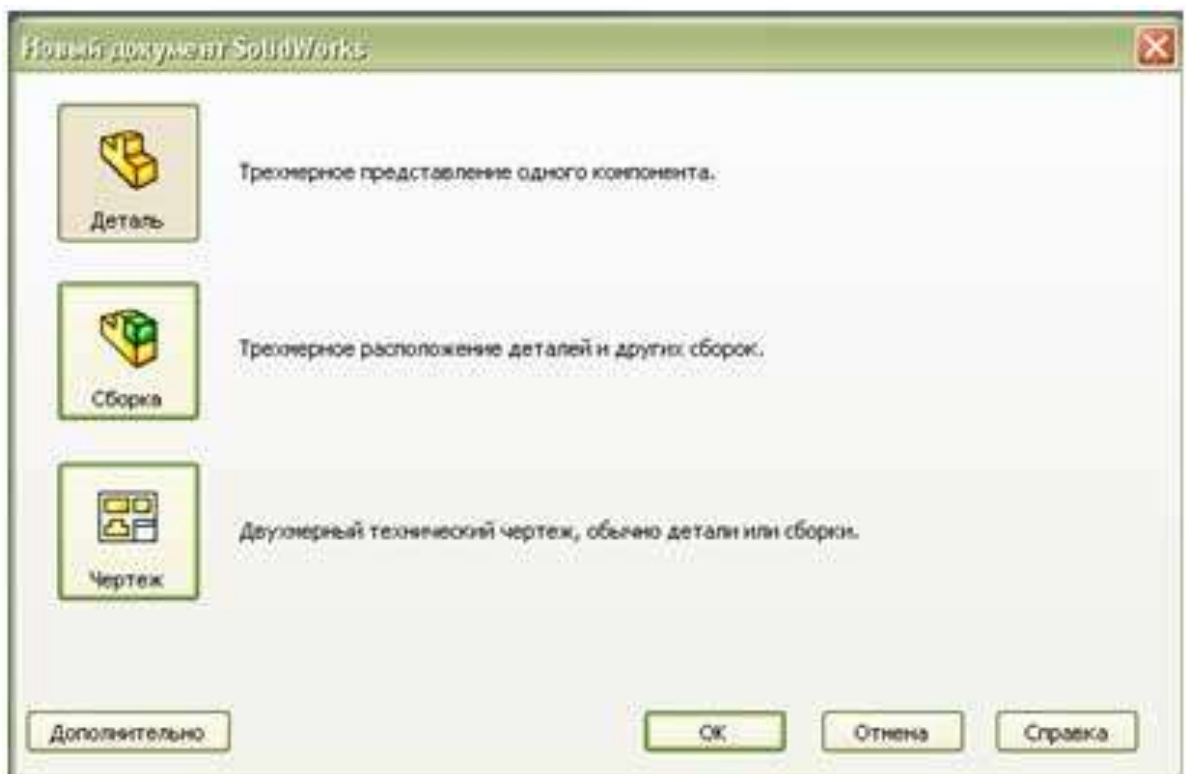 Новый документ SolidWorks
Трехмерное представление одного компонента.
Деталь
Трехмерное расположение деталей и других сборок.
Сборка
Двухмерный технический чертеж, обычно детали или сборки.
Чертеж
Дополнительно
ОК
Отмена
Справка